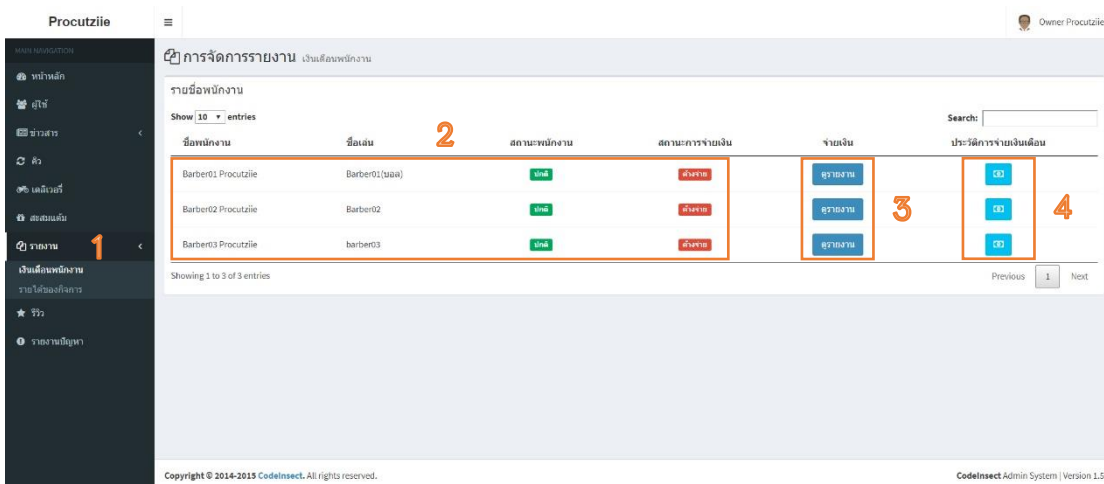 Procutziie
Owner Procutziie
MAIN NAVIGATION
การจัดการรายงาน เงินเดือนพนักงาน
หน้าหลัก
ผู้ใช้
ข่าวสาร
คิว
เดลิเวอรี่
สะสมแต้ม
รายงาน 1
เงินเดือนพนักงาน
รายได้ของกิจการ
รีวิว
รายงานปัญหา
รายชื่อพนักงาน
Show 10 entries
Search:
2
ชื่อพนักงาน ชื่อเล่น สถานะพนักงาน สถานะการจ่ายเงิน จ่ายเงิน ประวัติการจ่ายเงินเดือน
Barber01 Procutziie Barber01(บอล) ปกติ ค้างจ่าย ดูรายงาน
Barber02 Procutziie Barber02 ปกติ ค้างจ่าย ดูรายงาน
3 4
Barber03 Procutziie barber03 ปกติ ค้างจ่าย ดูรายงาน
Showing 1 to 3 of 3 entries
Previous 1 Next
Copyright © 2014-2015 CodeInsect. All rights reserved.
CodeInsect Admin System | Version 1.5